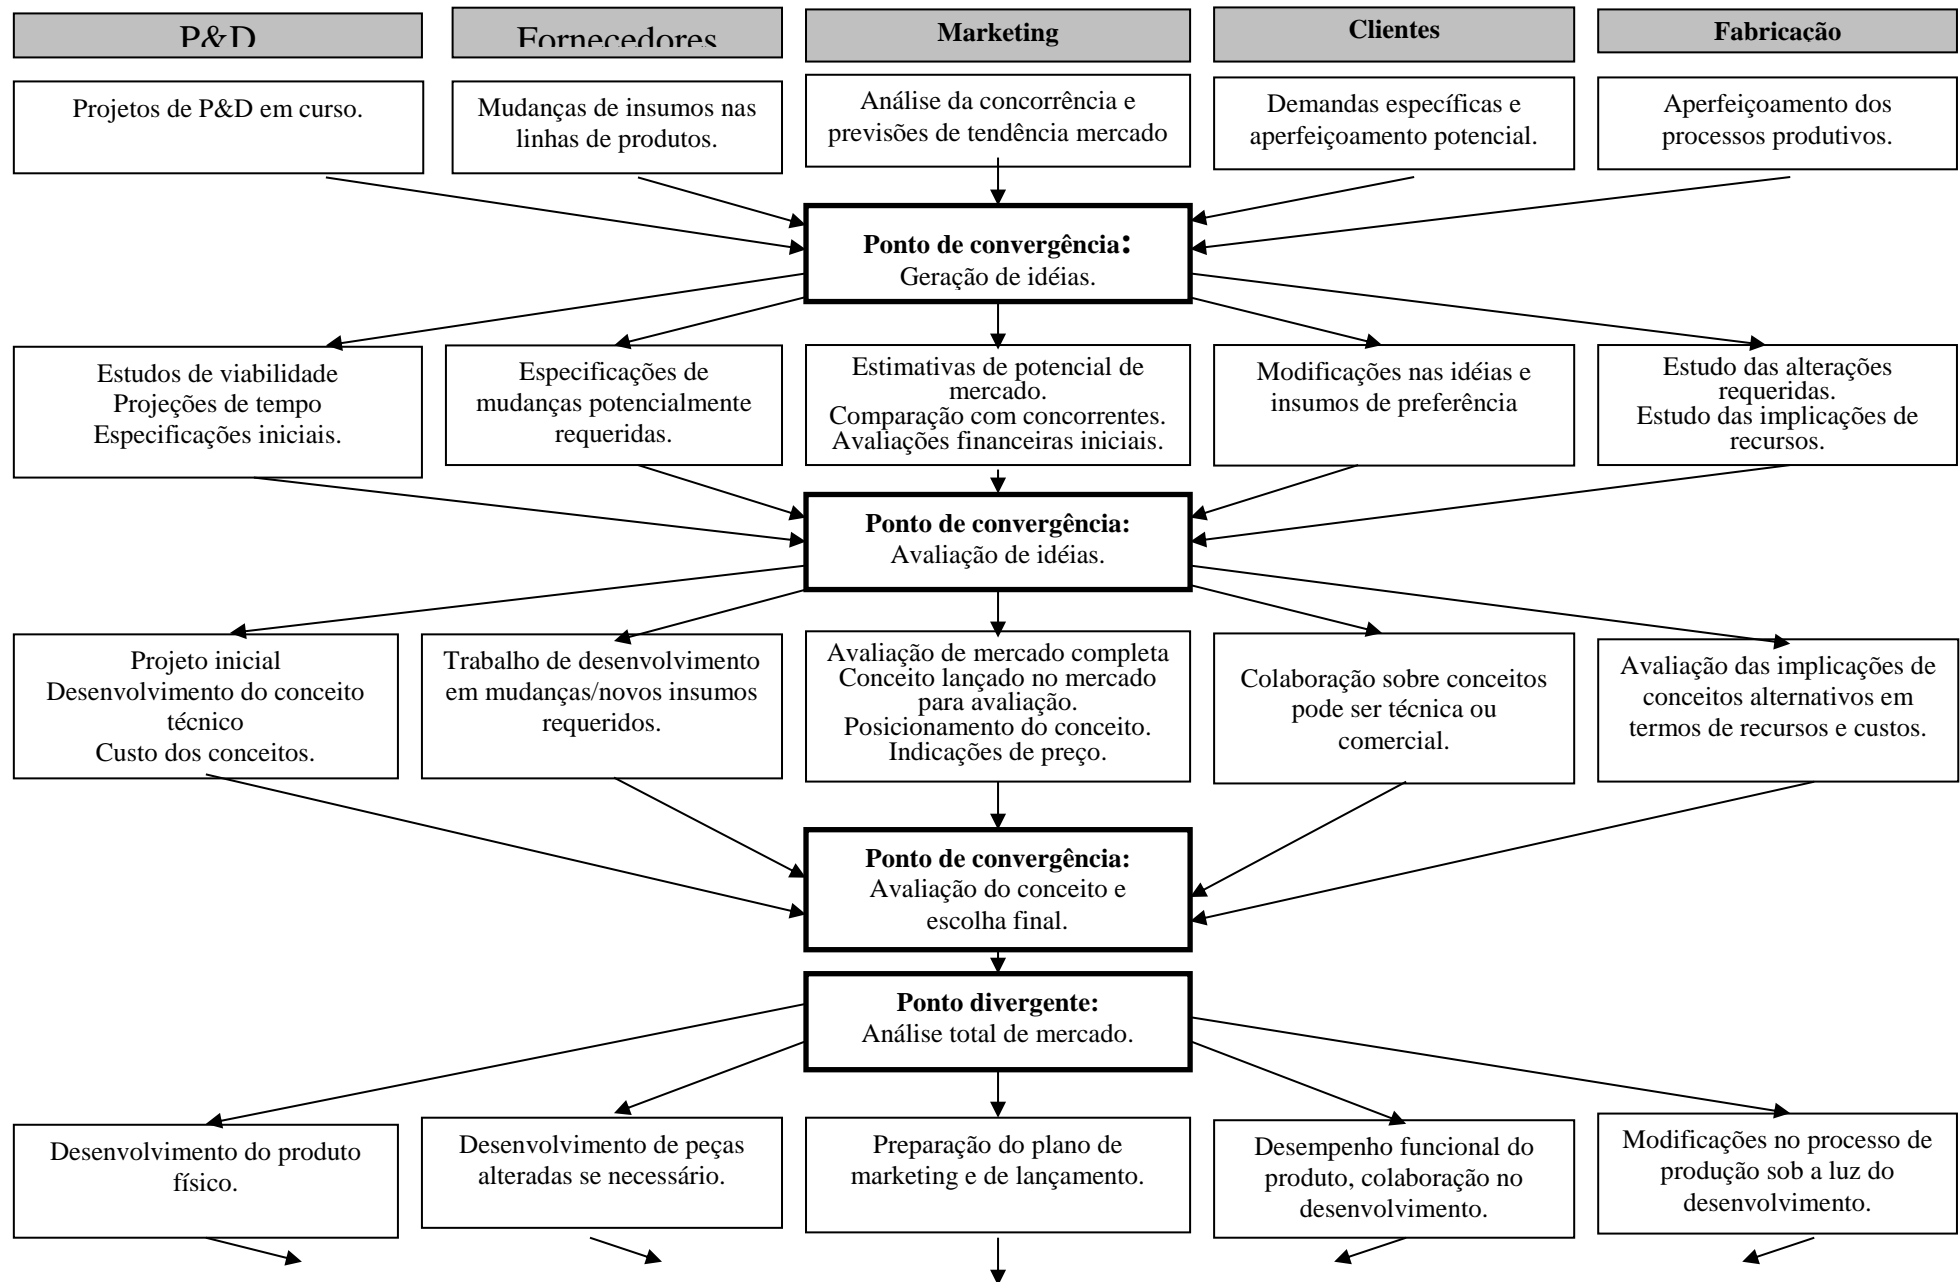 P&D
Fornecedores
Marketing
Clientes
Fabricação
Projetos de P&D em curso.
Mudanças de insumos nas
linhas de produtos.
Análise da concorrência e
previsões de tendência mercado
Demandas específicas e
aperfeiçoamento potencial.
Aperfeiçoamento dos
processos produtivos.
Ponto de convergência:
Geração de idéias.
Estudos de viabilidade
Projeções de tempo
Especificações iniciais.
Especificações de
mudanças potencialmente
requeridas.
Estimativas de potencial de
mercado.
Comparação com concorrentes.
Avaliações financeiras iniciais.
Modificações nas idéias e
insumos de preferência
Estudo das alterações
requeridas.
Estudo das implicações de
recursos.
Ponto de convergência:
Avaliação de idéias.
Projeto inicial
Desenvolvimento do conceito
técnico
Custo dos conceitos.
Trabalho de desenvolvimento
em mudanças/novos insumos
requeridos.
Avaliação de mercado completa
Conceito lançado no mercado
para avaliação.
Posicionamento do conceito.
Indicações de preço.
Colaboração sobre conceitos
pode ser técnica ou
comercial.
Avaliação das implicações de
conceitos alternativos em
termos de recursos e custos.
Ponto de convergência:
Avaliação do conceito e
escolha final.
Ponto divergente:
Análise total de mercado.
Desenvolvimento do produto
físico.
Desenvolvimento de peças
alteradas se necessário.
Preparação do plano de
marketing e de lançamento.
Desempenho funcional do
produto, colaboração no
desenvolvimento.
Modificações no processo de
produção sob a luz do
desenvolvimento.